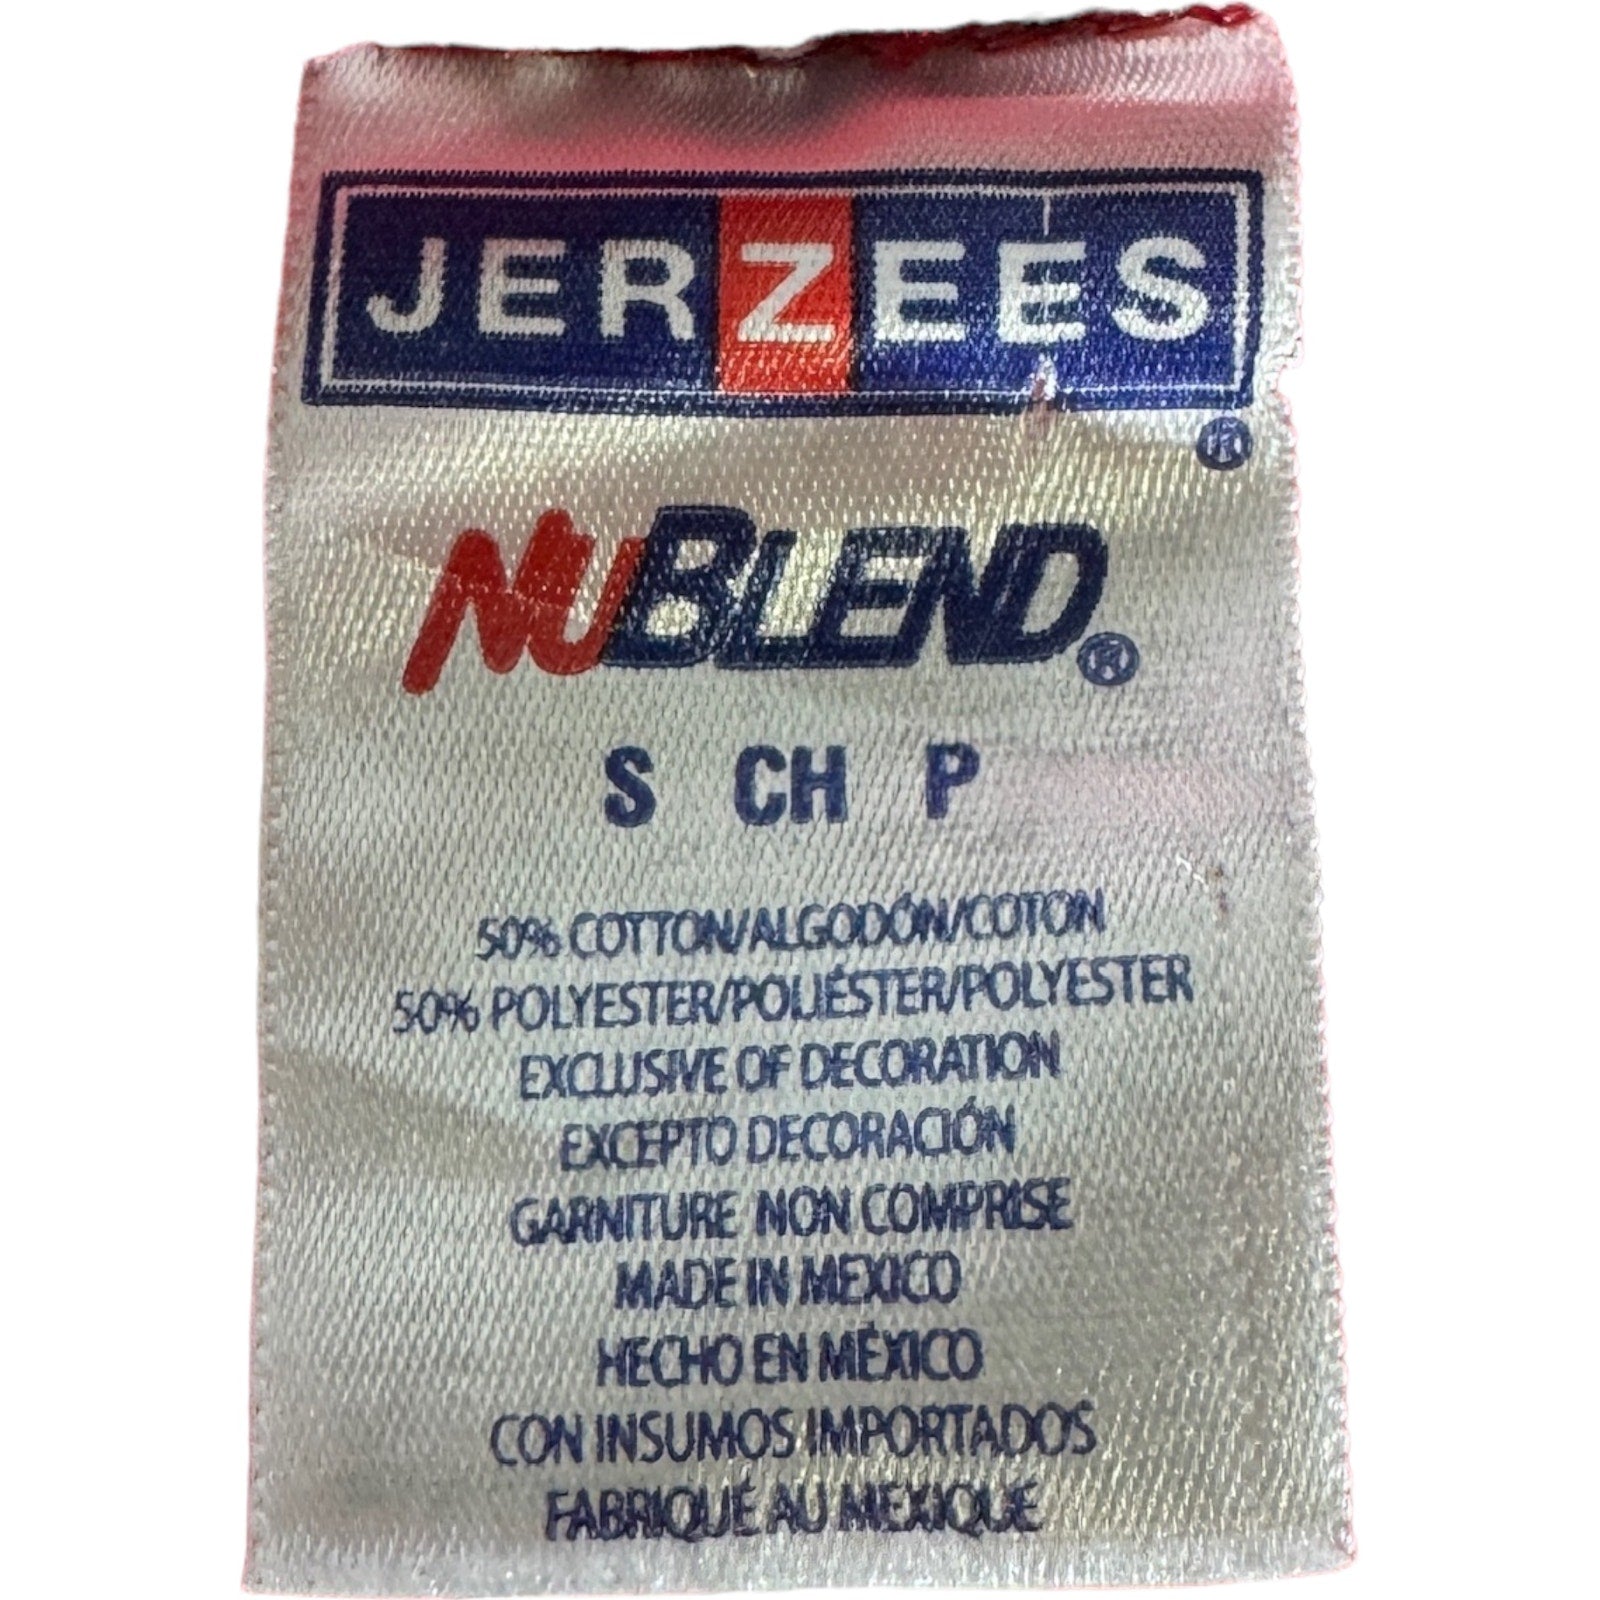 JERZEES
®
NUBLEND®
S CH P
50% COTTON/ALGODÓN/COTON
50% POLYESTER/POLIÉSTER/POLYESTER
EXCLUSIVE OF DECORATION
EXCEPTO DECORACIÓN
GARNITURE NON COMPRISE
MADE IN MEXICO
HECHO EN MÉXICO
CON INSUMOS IMPORTADOS
FABRIQUÉ AU MEXIQUE